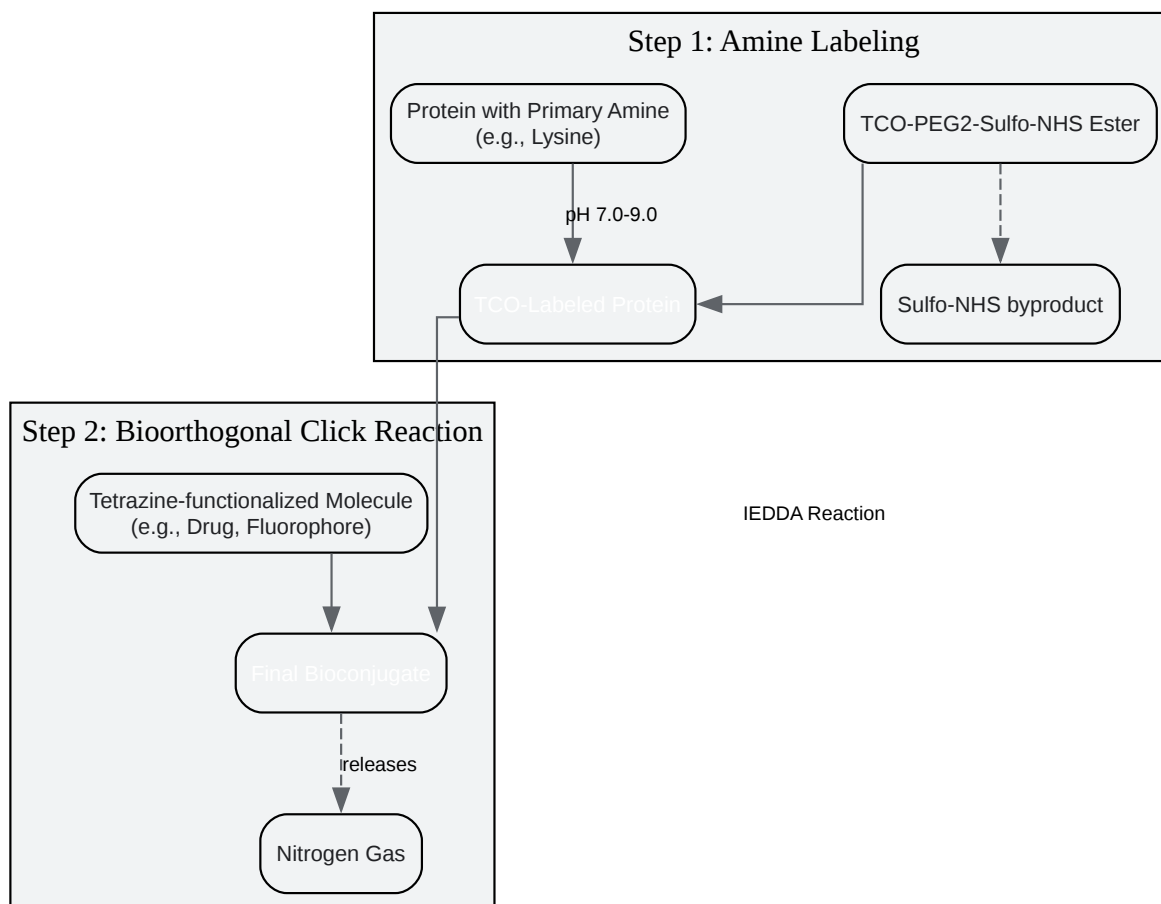 Step 1: Amine Labeling
Protein with Primary Amine
(e.g., Lysine)
TCO-PEG2-Sulfo-NHS Ester
pH 7.0-9.0
TCO-Labeled Protein
Sulfo-NHS byproduct
Step 2: Bioorthogonal Click Reaction
Tetrazine-functionalized Molecule
(e.g., Drug, Fluorophore)
IEDDA Reaction
Final Bioconjugate
releases
Nitrogen Gas